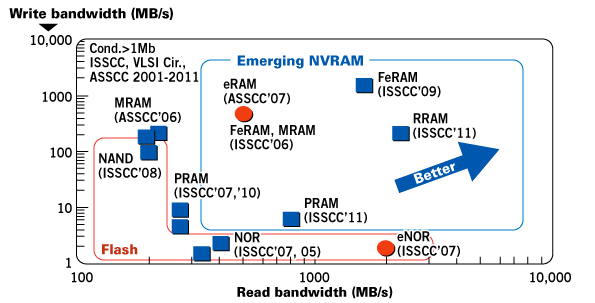 Write bandwidth (MB/s)
10,000
Cond.>1Mb
ISSCC, VLSI Cir.,
ASSCC 2001-2011
Emerging NVRAM
1000
eRAM
(ASSCC'07)
FeRAM
(ISSCC'09)
MRAM
(ASSCC'06)
FeRAM, MRAM
(ISSCC'06)
RRAM
(ISSCC'11)
100
NAND
(ISSCC'08)
Better
PRAM
(ISSCC'07,'10)
10
PRAM
(ISSCC'11)
Flash
NOR
(ISSCC'07, 05)
eNOR
(ISSCC'07)
1
100
1000
10,000
Read bandwidth (MB/s)